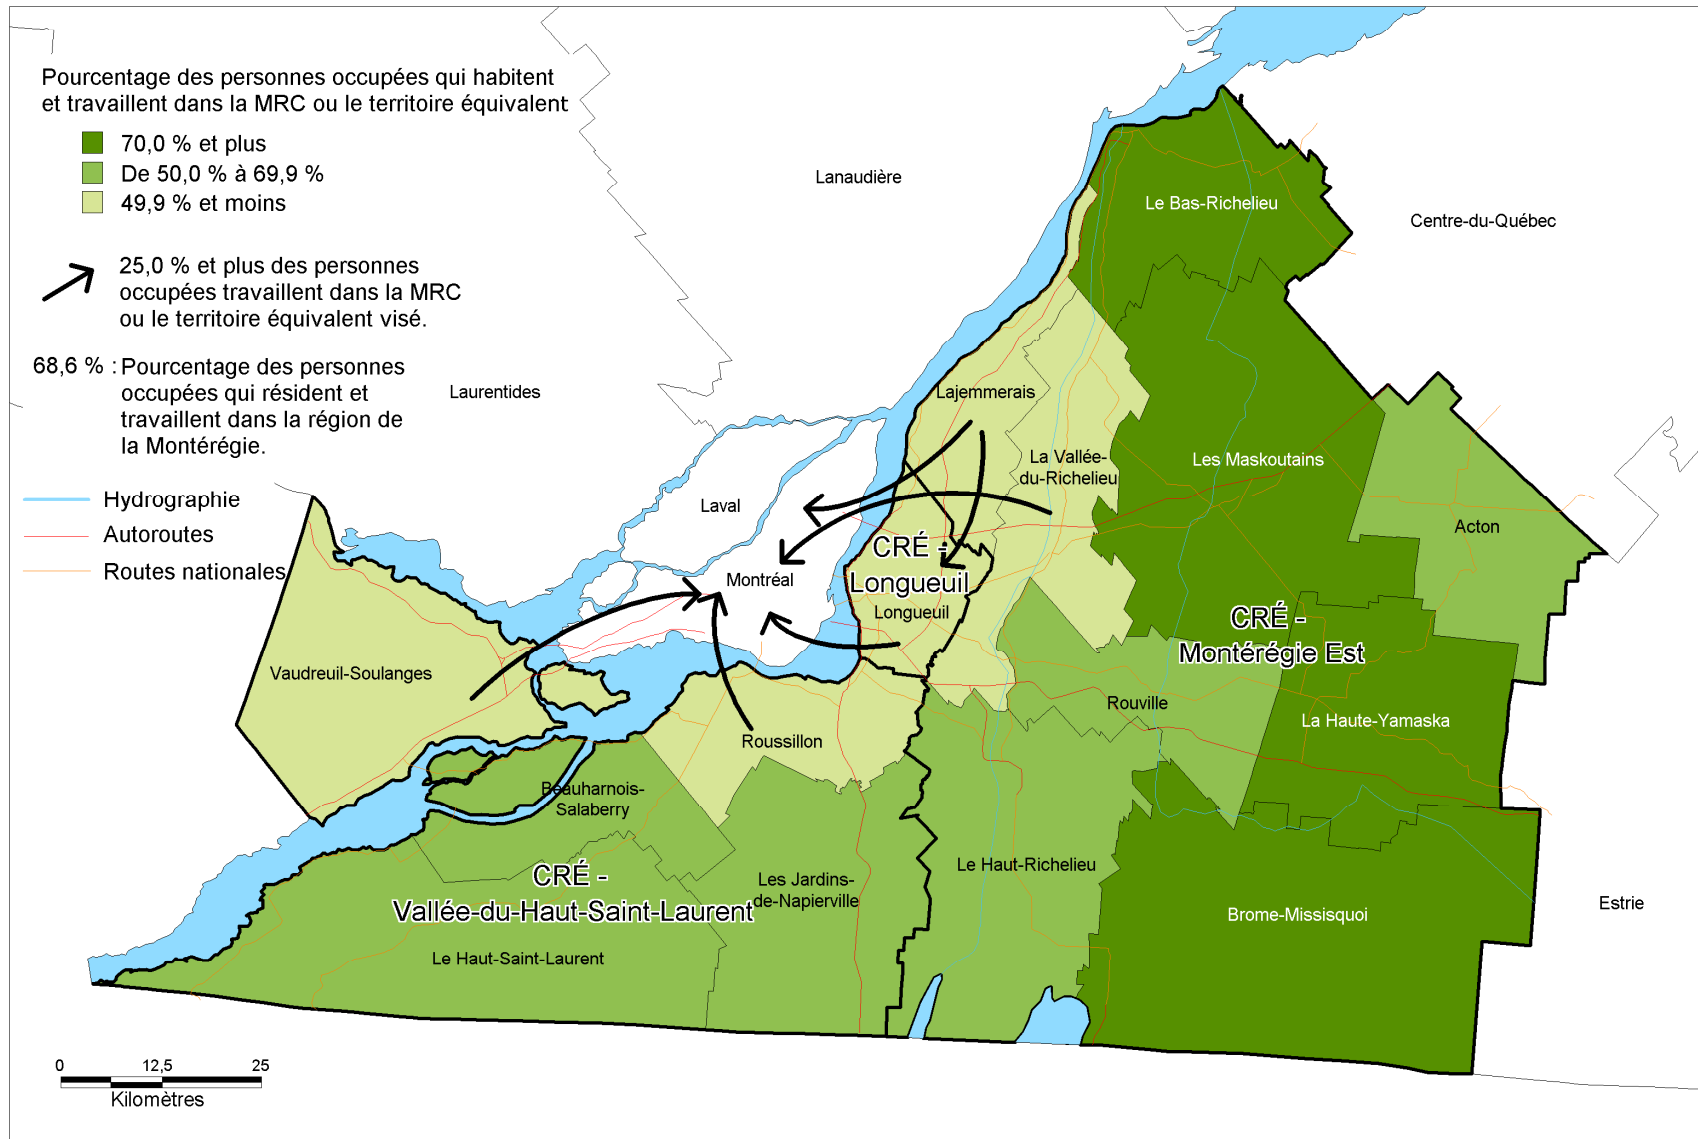 Pourcentage des personnes occupées qui habitent
et travaillent dans la MRC ou le territoire équivalent
70,0 % et plus
De 50,0 % à 69,9 %
49,9 % et moins
25,0 % et plus des personnes
occupées travaillent dans la MRC
ou le territoire équivalent visé.
68,6 % : Pourcentage des personnes
occupées qui résident et
travaillent dans la région de
la Montérégie.
Hydrographie
Autoroutes
Routes nationales
Lanaudière
Le Bas-Richelieu
Centre-du-Québec
Laurentides
Lajemmerais
La Vallée-
du-Richelieu
Les Maskoutains
Laval
Acton
CRÉ -
Longueuil
Montréal
Longueuil
CRÉ -
Montérégie Est
Vaudreuil-Soulanges
Rouville
La Haute-Yamaska
Roussillon
Beauharnois-
Salaberry
CRÉ -
Vallée-du-Haut-Saint-Laurent
Les Jardins-
de-Napierville
Le Haut-Richelieu
Brome-Missisquoi
Estrie
Le Haut-Saint-Laurent
0 12,5 25
Kilomètres